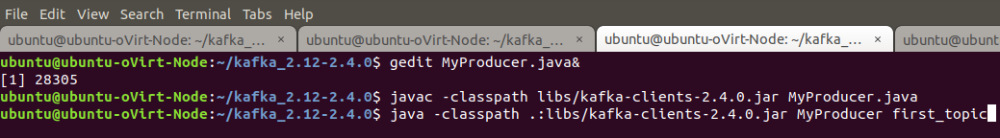 File Edit View Search Terminal Tabs Help
ubuntu@ubuntu-oVirt-Node: ~/kafka_... × ubuntu@ubuntu-oVirt-Node: ~/kafka_... × ubuntu@ubuntu-oVirt-Node: ~/kafka_... × ubuntu@ubuntu
ubuntu@ubuntu-oVirt-Node:~/kafka_2.12-2.4.0$ gedit MyProducer.java&
[1] 28305
ubuntu@ubuntu-oVirt-Node:~/kafka_2.12-2.4.0$ javac -classpath libs/kafka-clients-2.4.0.jar MyProducer.java
ubuntu@ubuntu-oVirt-Node:~/kafka_2.12-2.4.0$ java -classpath .:libs/kafka-clients-2.4.0.jar MyProducer first_topic